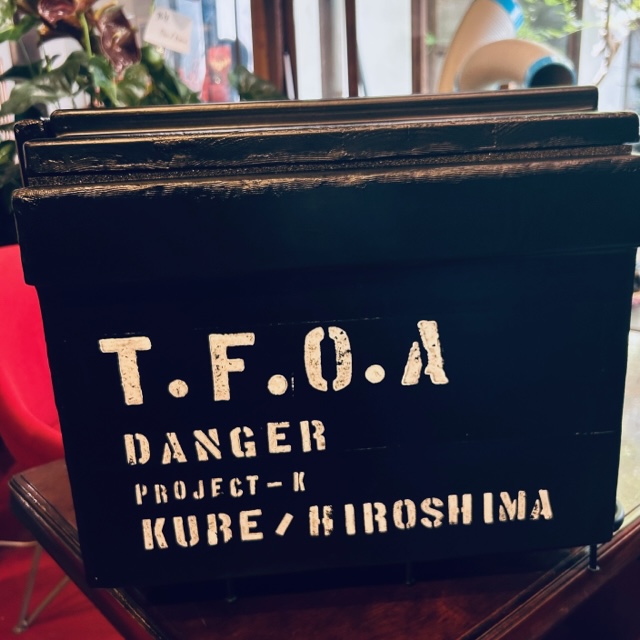 T.F.O.A
DANGER
PROJECT-K
KURE/HIROSHIMA